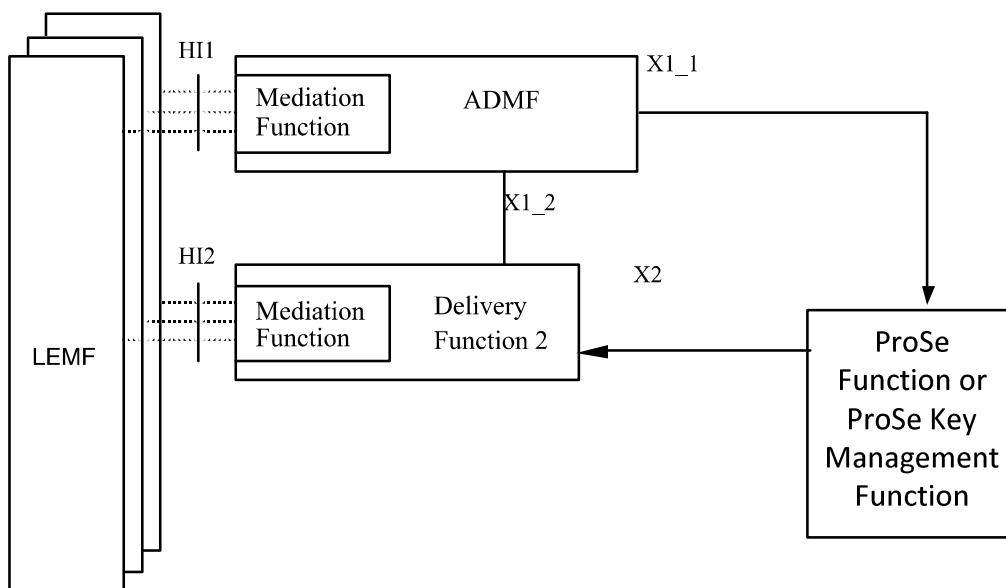 HI1
Mediation
Function
ADMF
X1_1
X1_2
HI2
Mediation
Function
Delivery
Function 2
X2
LEMF
ProSe
Function or
ProSe Key
Management
Function